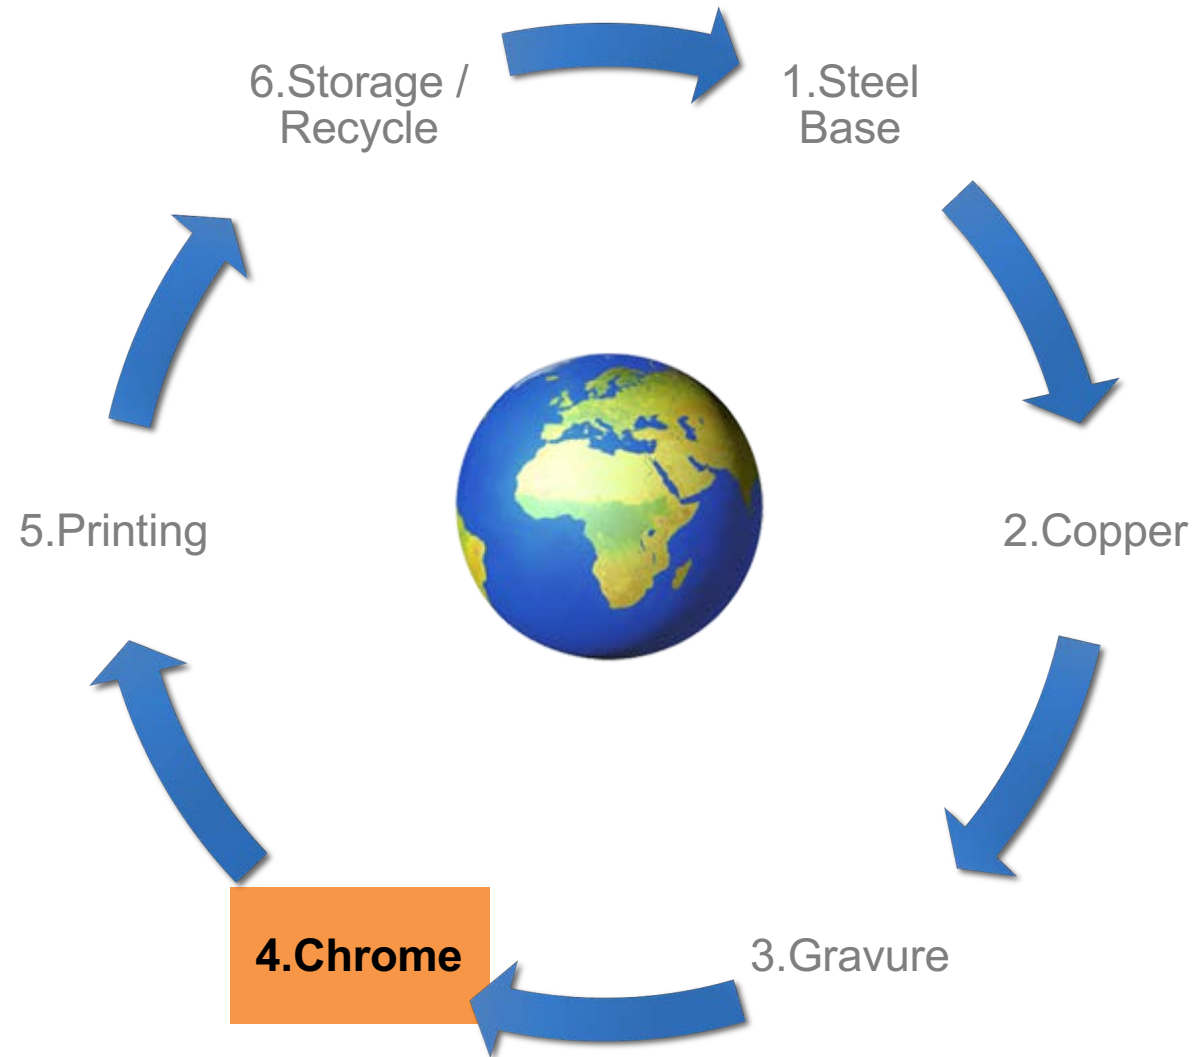 6.Storage /
Recycle
1.Steel
Base
5.Printing
2.Copper
4.Chrome
3.Gravure